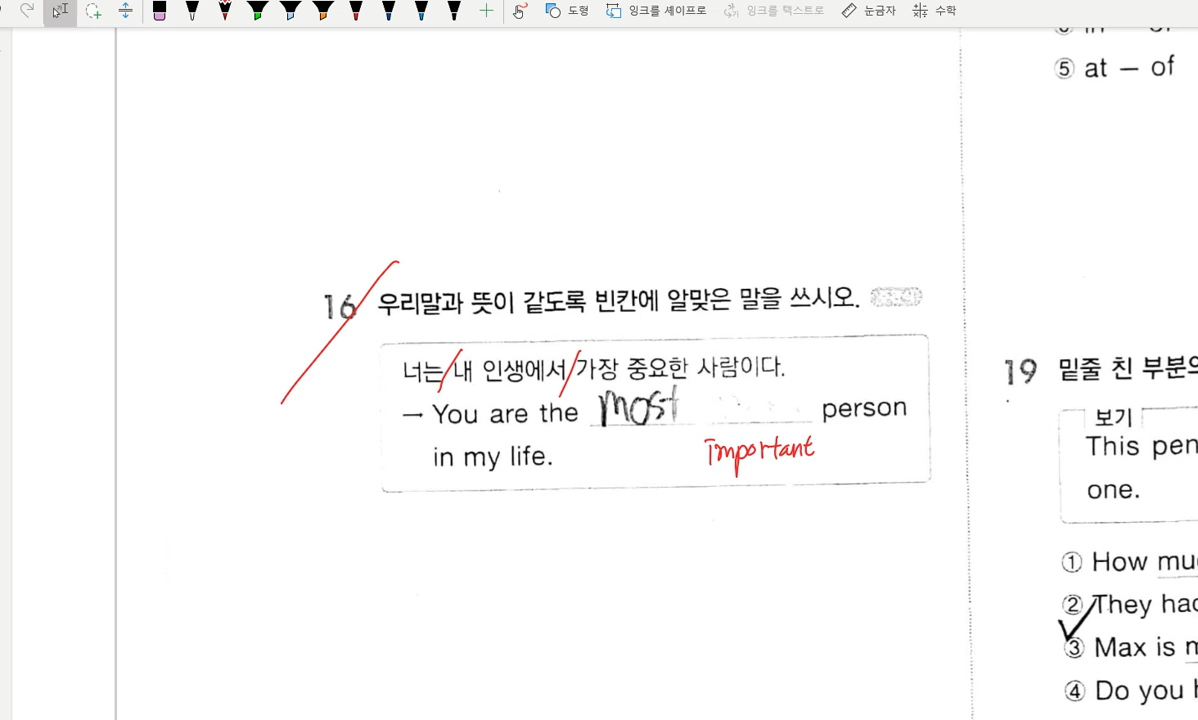 도형 잉크를 셰이프로 잉크를 텍스트로 눈금자 수학
⑤ at – of
16 우리말과 뜻이 같도록 빈칸에 알맞은 말을 쓰시오.
너는 내 인생에서 가장 중요한 사람이다.
→ You are the most person
important
in my life.
19 밑줄 친 부분의
보기
This pen
one.
① How
② They had
③ Max is
④ Do you